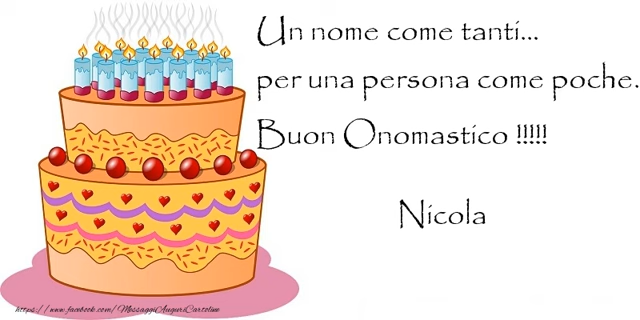 Un nome come tanti...
per una persona come poche.
Buon Onomastico !!!!!
Nicola
https://www.facebook.com/MessaggiAuguriCartoline